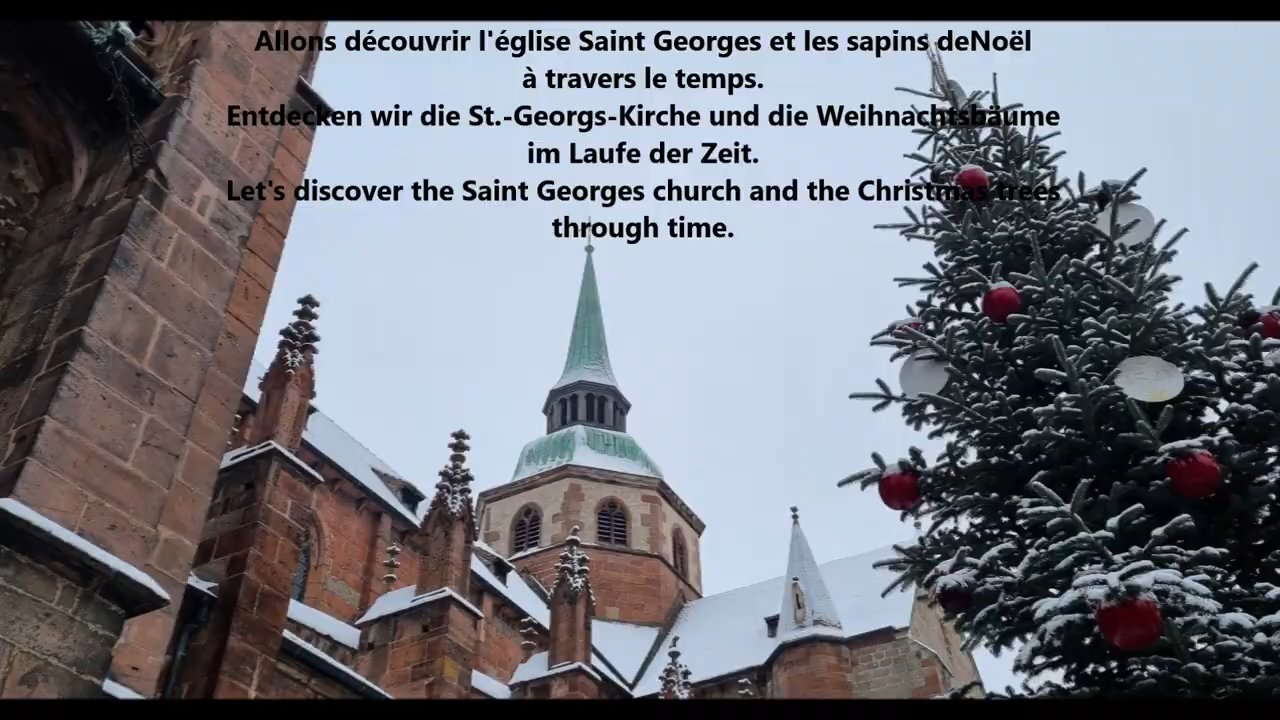 Allons découvrir l'église Saint Georges et les sapins deNoël
à travers le temps.
Entdecken wir die St.-Georgs-Kirche und die Weihnachtsbäume
im Laufe der Zeit.
Let's discover the Saint Georges church and the Christmas trees
through time.